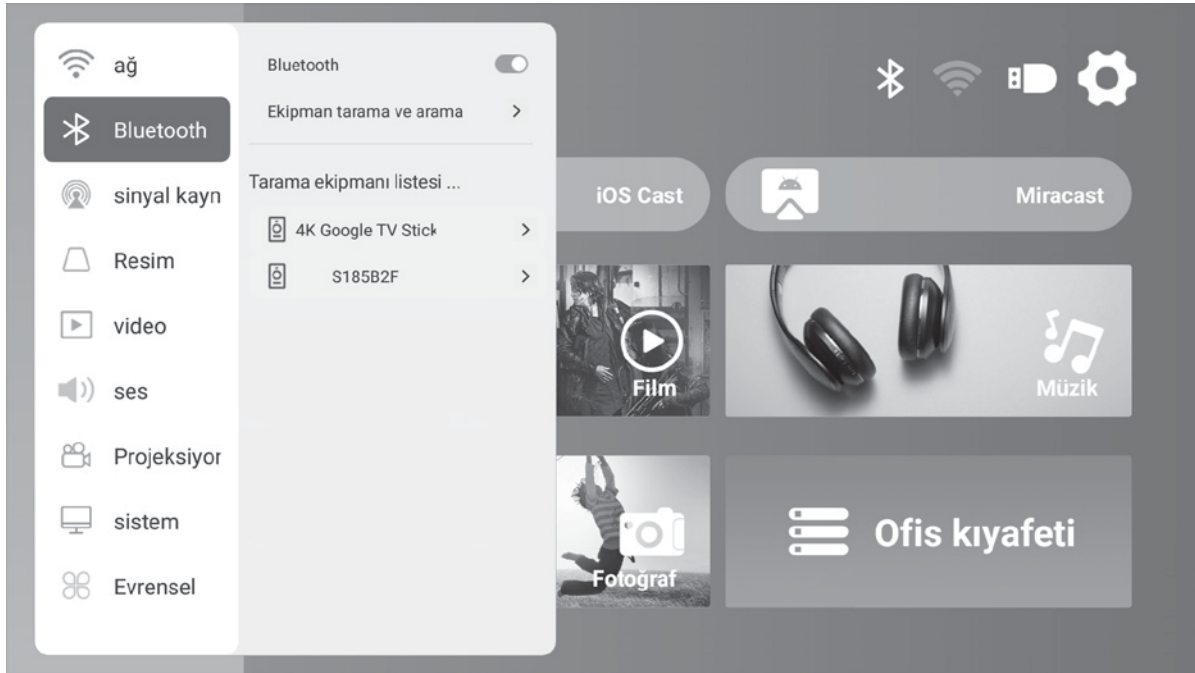 ağ
Bluetooth
sinyal kayn
Resim
video
ses
Projeksiyor
sistem
Evrensel
Bluetooth
Ekipman tarama ve arama
Tarama ekipmanı listesi ...
4K Google TV Stick
S185B2F
iOS Cast
Miracast
Film
Müzik
Fotoğraf
Ofis kıyafeti